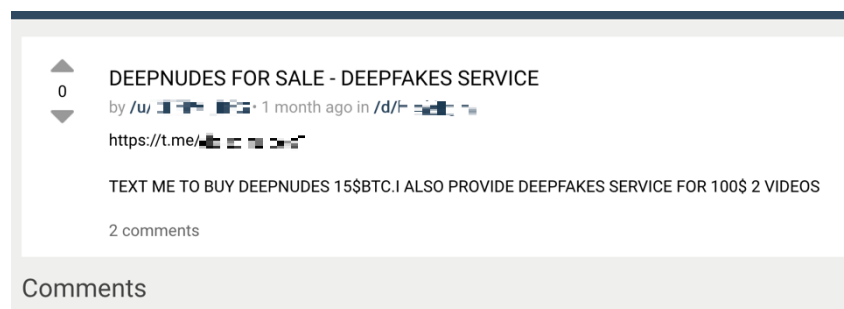 0
DEEPNUDES FOR SALE - DEEPFAKES SERVICE
by /u/ · 1 month ago in /d/
https://t.me/
TEXT ME TO BUY DEEPNUDES 15$BTC.I ALSO PROVIDE DEEPFAKES SERVICE FOR 100$ 2 VIDEOS
2 comments
Comments